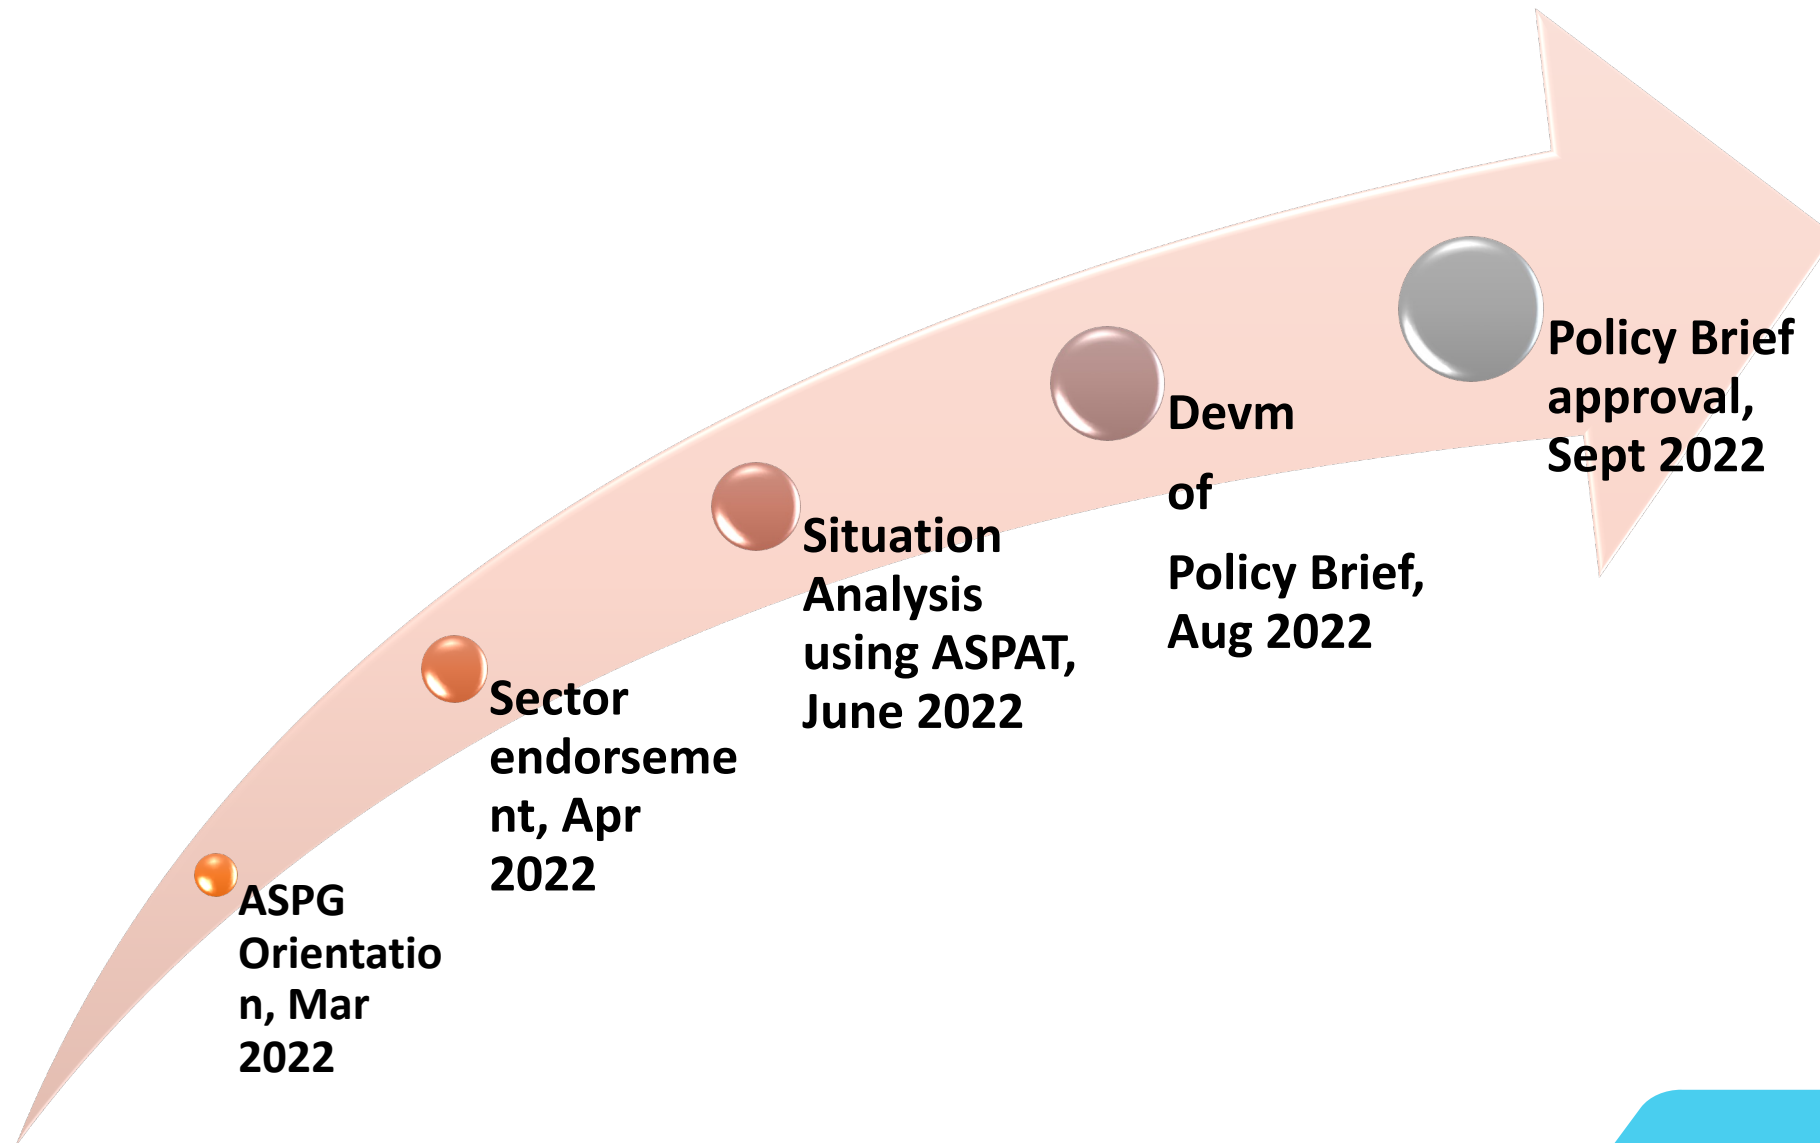 ASPG
Orientatio
n, Mar
2022
Sector
endorseme
nt, Apr
2022
Situation
Analysis
using ASPAT,
June 2022
Devm
of
Policy Brief,
Aug 2022
Policy Brief
approval,
Sept 2022